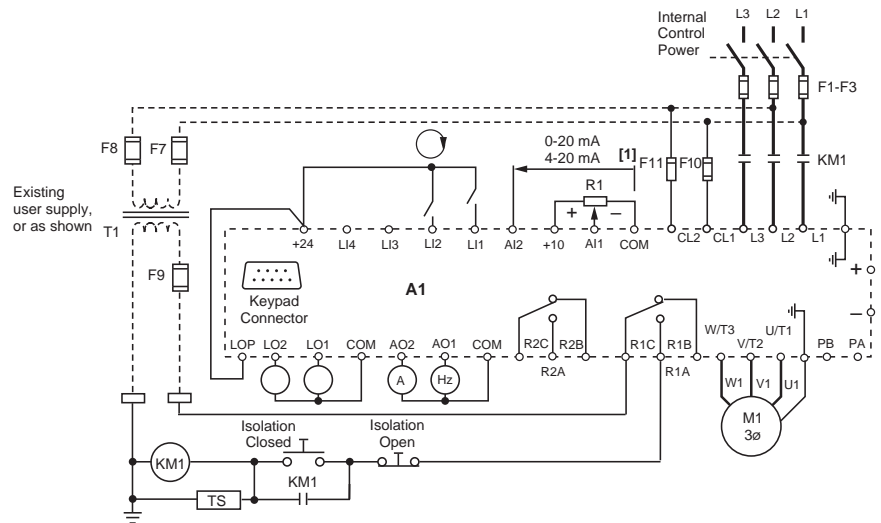 Internal
Control
Power
L3 L2 L1
F1-F3
F8 F7
0-20 mA
4-20 mA [1]
F11 F10
KM1
R1
+ −
Existing
user supply,
or as shown
T1
+24 LI4 LI3 LI2 LI1 AI2 +10 AI1 COM CL2 CL1 L3 L2 L1
F9
A1
+
−
Keypad
Connector
LOP LO2 LO1 COM AO2 AO1 COM R2C R2B R1C R1B W/T3 V/T2 U/T1 PB PA
R2A R1A
A Hz
W1 V1 U1
M1
3ø
Isolation
Closed
Isolation
Open
KM1
KM1
TS